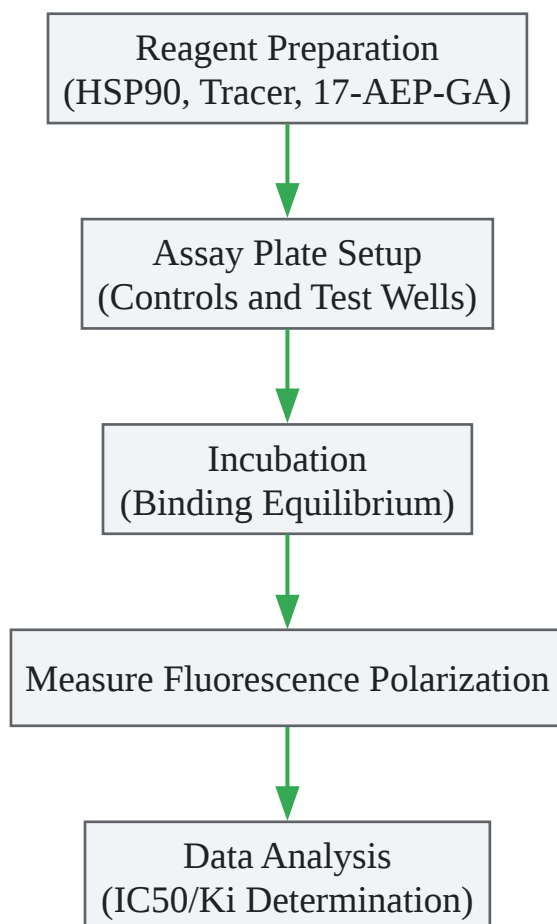 Reagent Preparation
(HSP90, Tracer, 17-AEP-GA)
Assay Plate Setup
(Controls and Test Wells)
Incubation
(Binding Equilibrium)
Measure Fluorescence Polarization
Data Analysis
(IC50/Ki Determination)